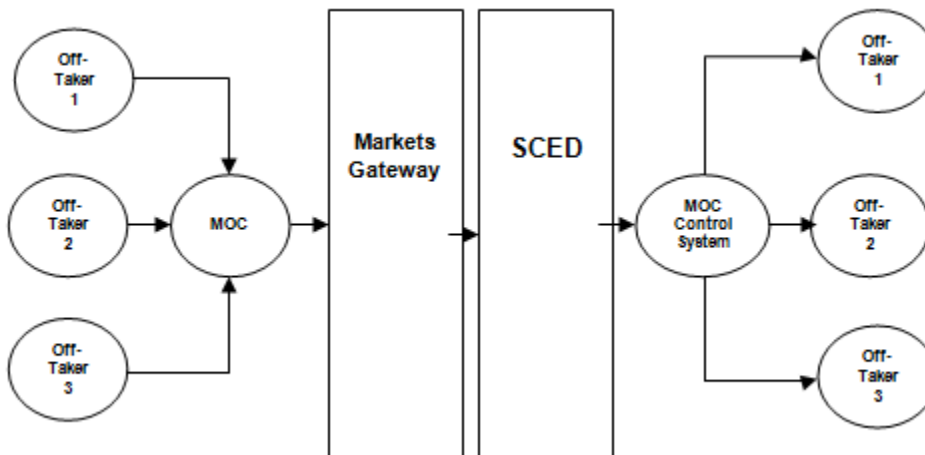 Off-
Taker
1
Off-
Taker
2
Off-
Taker
3
MOC
Markets
Gateway
SCED
MOC
Control
System
Off-
Taker
1
Off-
Taker
2
Off-
Taker
3